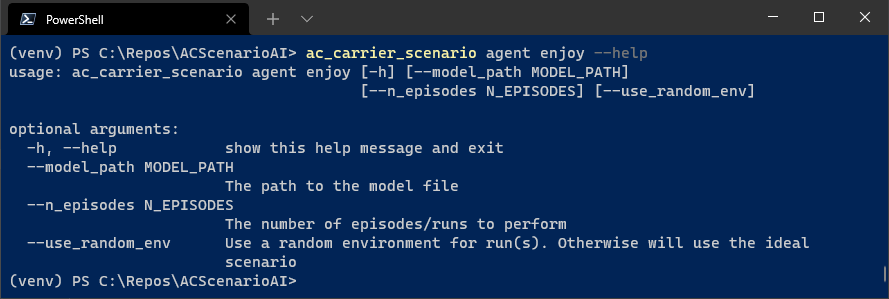 PowerShell
(venv) PS C:\Repos\ACScenarioAI> ac_carrier_scenario agent enjoy --help
usage: ac_carrier_scenario agent enjoy [-h] [--model_path MODEL_PATH]
                                       [--n_episodes N_EPISODES] [--use_random_env]

optional arguments:
  -h, --help            show this help message and exit
  --model_path MODEL_PATH
                        The path to the model file
  --n_episodes N_EPISODES
                        The number of episodes/runs to perform
  --use_random_env      Use a random environment for run(s). Otherwise will use the ideal
                        scenario
(venv) PS C:\Repos\ACScenarioAI>